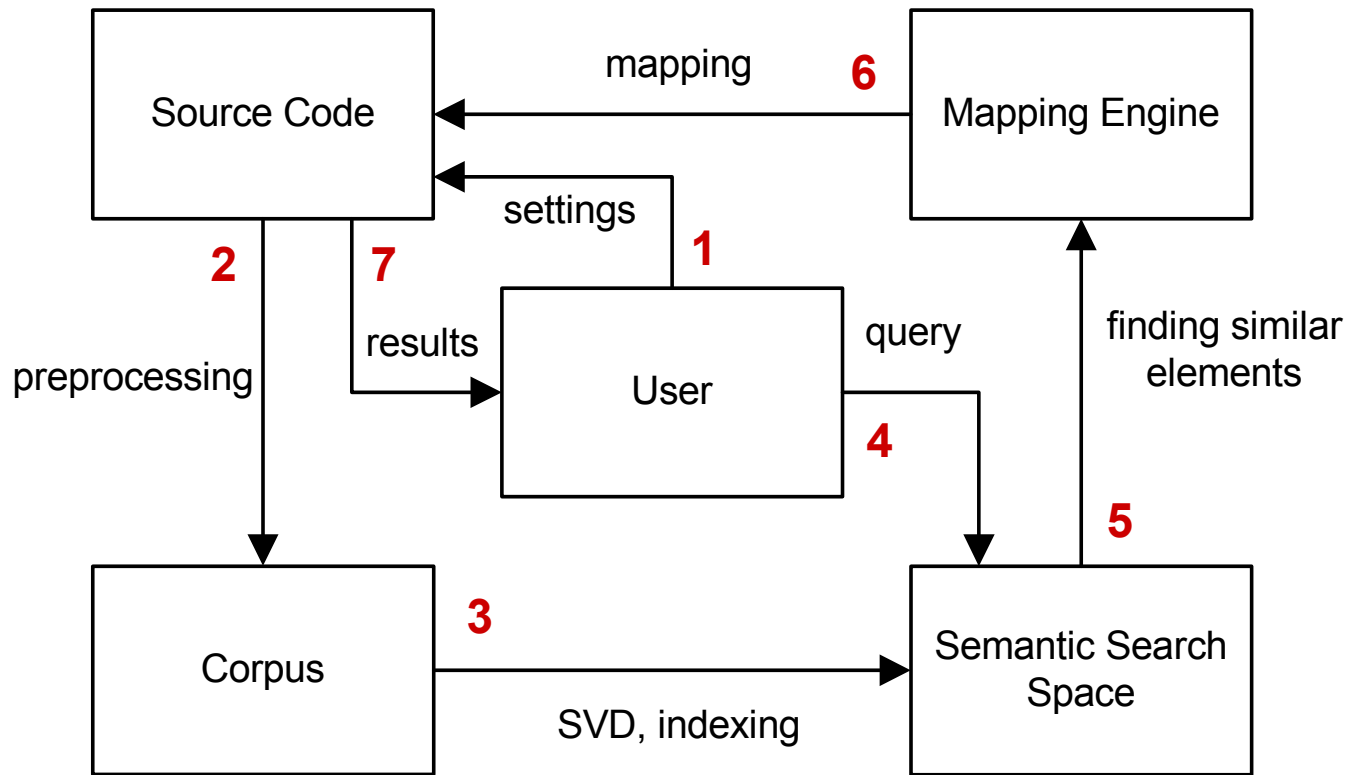 mapping
6
Source Code
Mapping Engine
settings
2
7
1
results
query
finding similar
elements
preprocessing
User
4
5
3
Corpus
Semantic Search
Space
SVD, indexing